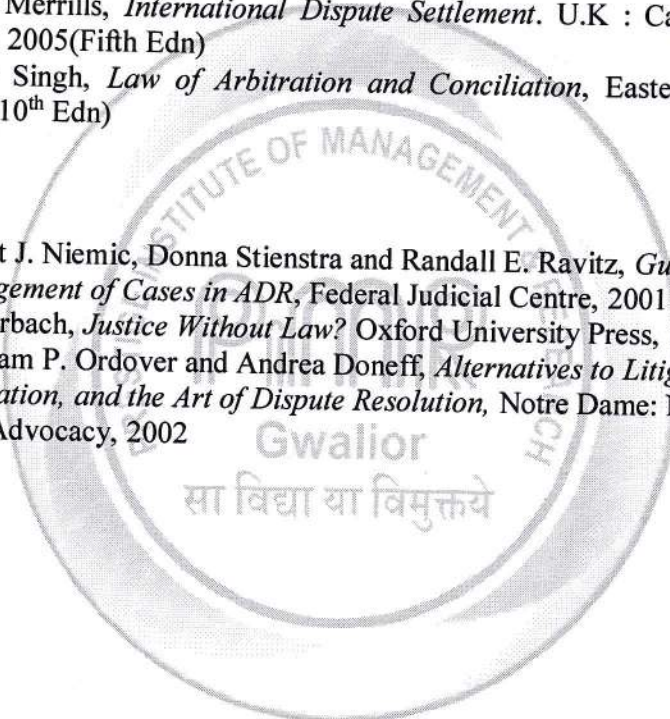 Merrills, International Dispute Settlement. U.K : Ca
2005(Fifth Edn)
Singh, Law of Arbitration and Conciliation, Easte
10th Edn)
t J. Niemic, Donna Stienstra and Randall E. Ravitz, Gu
gement of Cases in ADR, Federal Judicial Centre, 2001
rbach, Justice Without Law? Oxford University Press,
am P. Ordover and Andrea Doneff, Alternatives to Litig
ation, and the Art of Dispute Resolution, Notre Dame:
Advocacy, 2002
INSTITUTE OF MANAGEMENT
Gwalior
सा विद्या या विमुक्तये